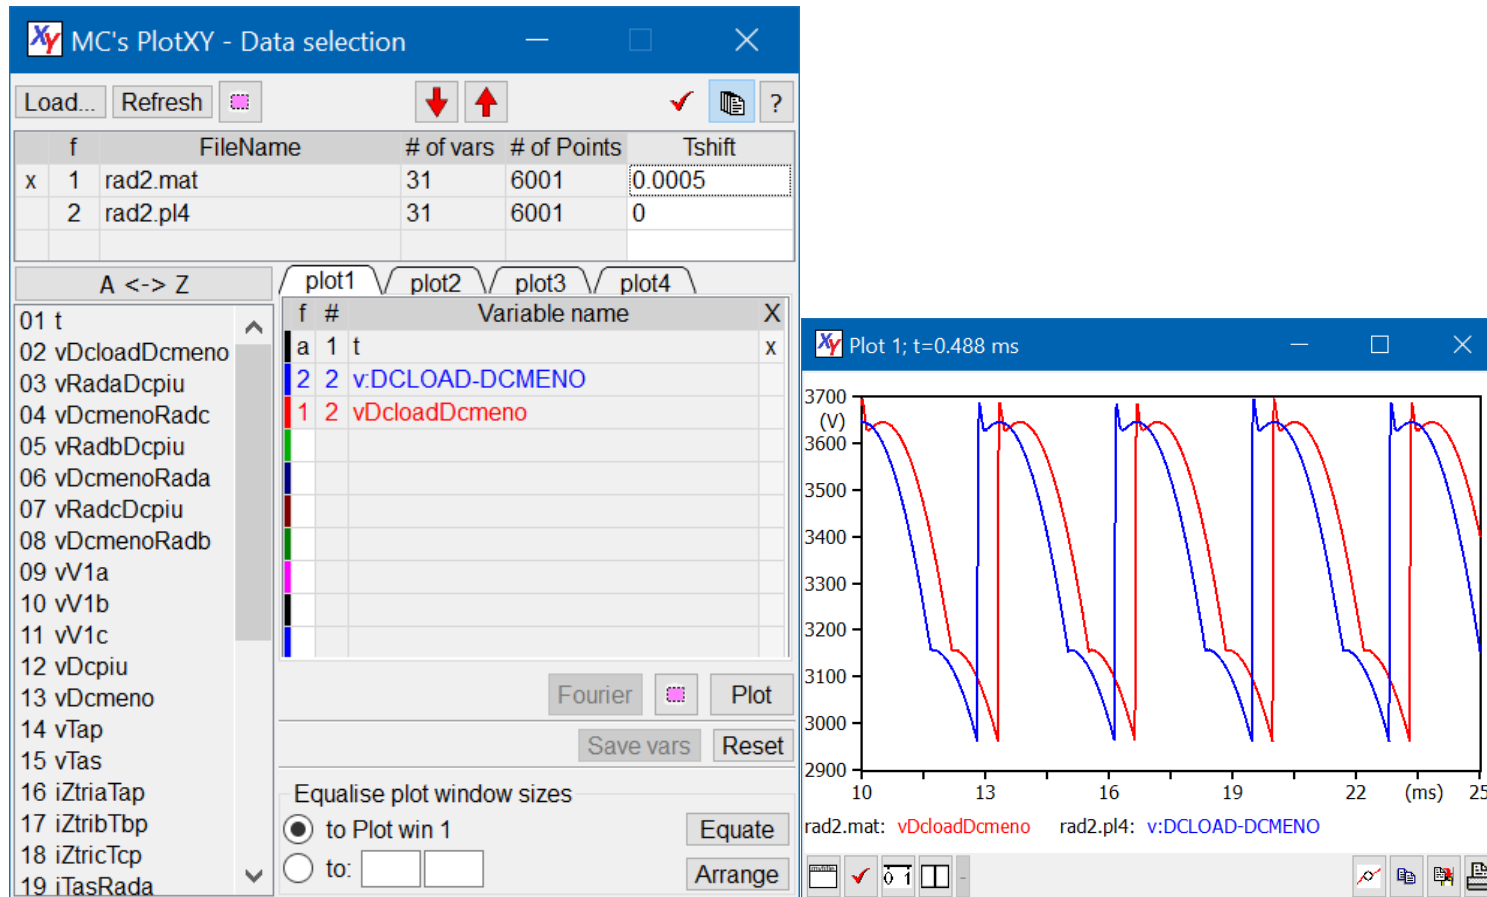 XY MC's PlotXY - Data selection
Load... Refresh ?
f FileName # of vars # of Points Tshift
x 1 rad2.mat 31 6001 0.0005
2 rad2.pl4 31 6001 0
A <-> Z
01 t
02 vDcloadDcmeno
03 vRadaDcpiu
04 vDcmenoRadc
05 vRadbDcpiu
06 vDcmenoRada
07 vRadcDcpiu
08 vDcmenoRadb
09 vV1a
10 vV1b
11 vV1c
12 vDcpiu
13 vDcmeno
14 vTap
15 vTas
16 iZtriaTap
17 iZtribTbp
18 iZtricTcp
19 iTasRada
plot1 plot2 plot3 plot4
f # Variable name X
a 1 t x
2 2 v:DCLOAD-DCMENO
1 2 vDcloadDcmeno
Fourier Plot
Save vars Reset
Equalise plot window sizes
to Plot win 1 Equate
to: Arrange
XY Plot 1; t=0.488 ms
3700
(V)
3600
3500
3400
3300
3200
3100
3000
2900
10 13 16 19 22 (ms) 25
rad2.mat: vDcloadDcmeno rad2.pl4: v:DCLOAD-DCMENO
0 1